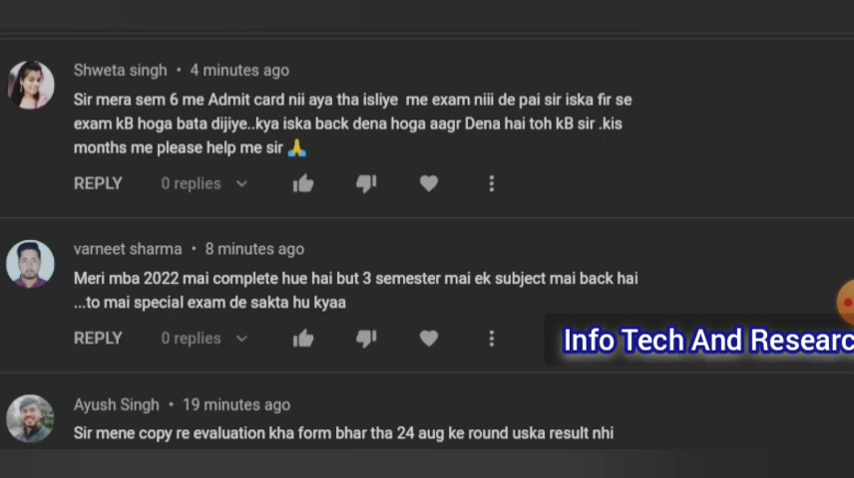 Shweta singh • 4 minutes ago
Sir mera sem 6 me Admit card nii aya tha isliye me exam niii de pai sir iska fir se
exam kB hoga bata dijiye..kya iska back dena hoga aagr Dena hai toh kB sir .kis
months me please help me sir 🙏
REPLY 0 replies
varneet sharma • 8 minutes ago
Meri mba 2022 mai complete hue hai but 3 semester mai ek subject mai back hai
...to mai special exam de sakta hu kyaa
REPLY 0 replies
Info Tech And Researc
Ayush Singh • 19 minutes ago
Sir mene copy re evaluation kha form bhar tha 24 aug ke round uska result nhi